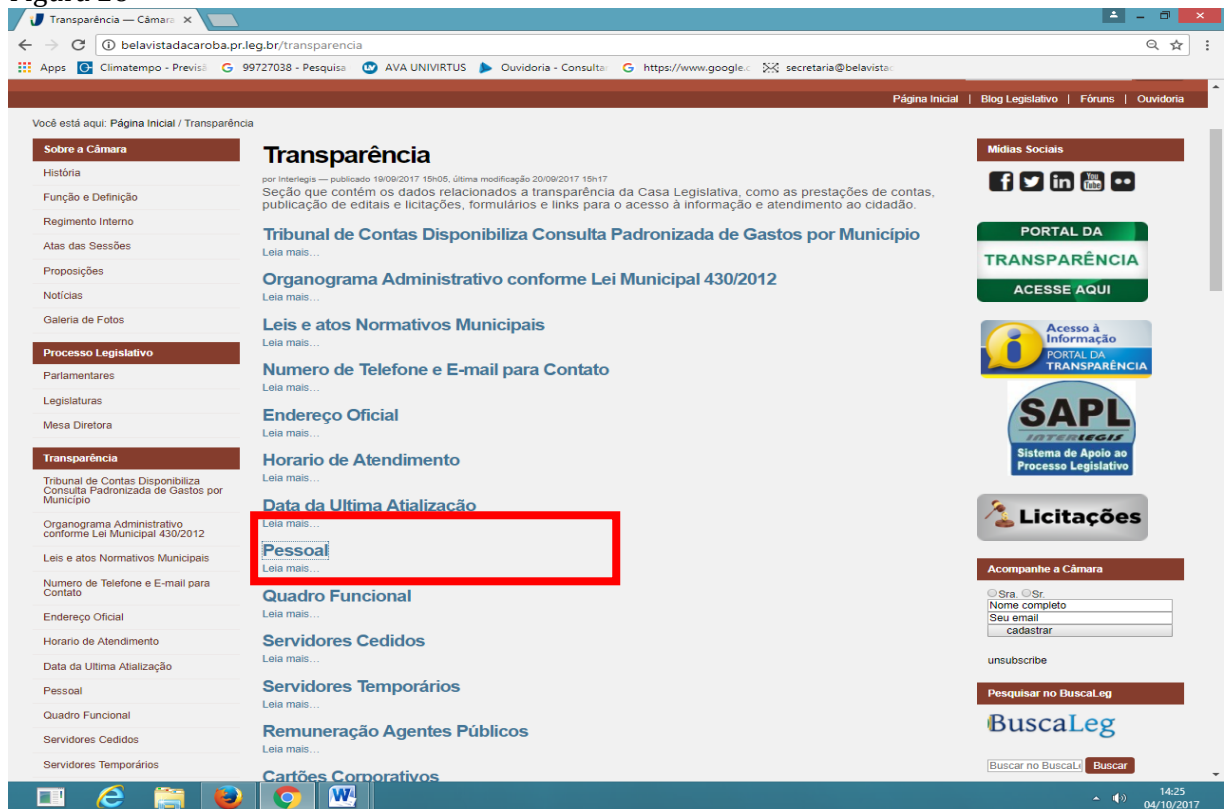 Transparência — Câmara
belavistadacaroba.pr.leg.br/transparencia
Apps
Climatempo - Previsã
99727038 - Pesquisa
AVA UNIVIRTUS
Ouvidoria - Consulta
https://www.google.c
secretaria@belavistac
Página Inicial | Blog Legislativo | Fóruns | Ouvidoria
Você está aqui: Página Inicial / Transparência
Sobre a Câmara
História
Função e Definição
Regimento Interno
Atas das Sessões
Proposições
Notícias
Galeria de Fotos
Processo Legislativo
Parlamentares
Legislaturas
Mesa Diretora
Transparência
Tribunal de Contas Disponibiliza
Consulta Padronizada de Gastos por
Município
Organograma Administrativo
conforme Lei Municipal 430/2012
Leis e atos Normativos Municipais
Numero de Telefone e E-mail para
Contato
Endereço Oficial
Horario de Atendimento
Data da Ultima Atialização
Pessoal
Quadro Funcional
Servidores Cedidos
Servidores Temporários
Transparência
por Interlegis — publicado 19/09/2017 15h05, última modificação 20/09/2017 15h17
Seção que contém os dados relacionados a transparência da Casa Legislativa, como as prestações de contas,
publicação de editais e licitações, formulários e links para o acesso à informação e atendimento ao cidadão.
Tribunal de Contas Disponibiliza Consulta Padronizada de Gastos por Município
Leia mais…
Organograma Administrativo conforme Lei Municipal 430/2012
Leia mais…
Leis e atos Normativos Municipais
Leia mais…
Numero de Telefone e E-mail para Contato
Leia mais…
Endereço Oficial
Leia mais…
Horario de Atendimento
Leia mais…
Data da Ultima Atialização
Leia mais…
Pessoal
Leia mais…
Quadro Funcional
Leia mais…
Servidores Cedidos
Leia mais…
Servidores Temporários
Leia mais…
Remuneração Agentes Públicos
Leia mais…
Cartões Corporativos
Mídias Sociais
You
Tube
PORTAL DA
TRANSPARÊNCIA
ACESSE AQUI
Acesso à
Informação
PORTAL DA
TRANSPARÊNCIA
SAPL
INTERLEGIS
Sistema de Apoio ao
Processo Legislativo
Licitações
Acompanhe a Câmara
Sra. Sr.
Nome completo
Seu email
cadastrar
unsubscribe
Pesquisar no BuscaLeg
BuscaLeg
Buscar no BuscaL
Buscar
14:25
04/10/2017